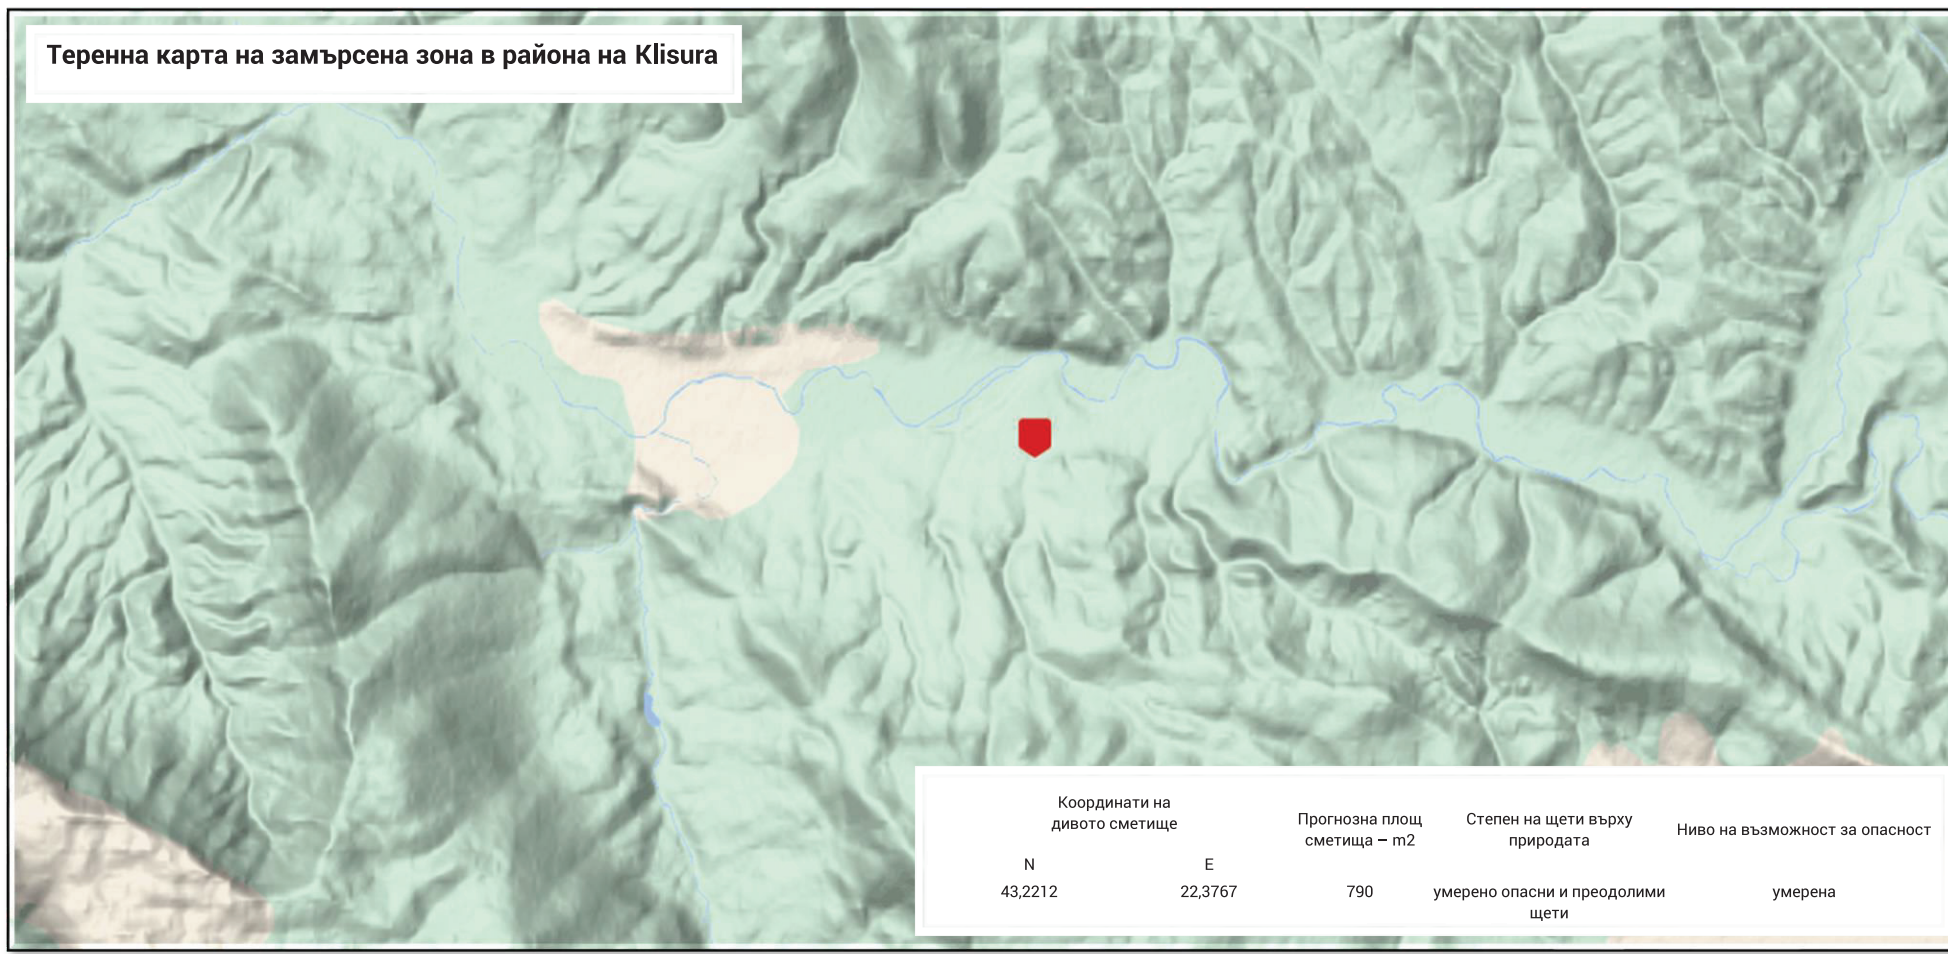 Теренна карта на замърсена зона в района на Klisura
Координати на
дивото сметище
Прогнозна площ
сметища – m2
Степен на щети върху
природата
Ниво на възможност за опасност
N
E
43,2212
22,3767
790
умерено опасни и преодолими
щети
умерена